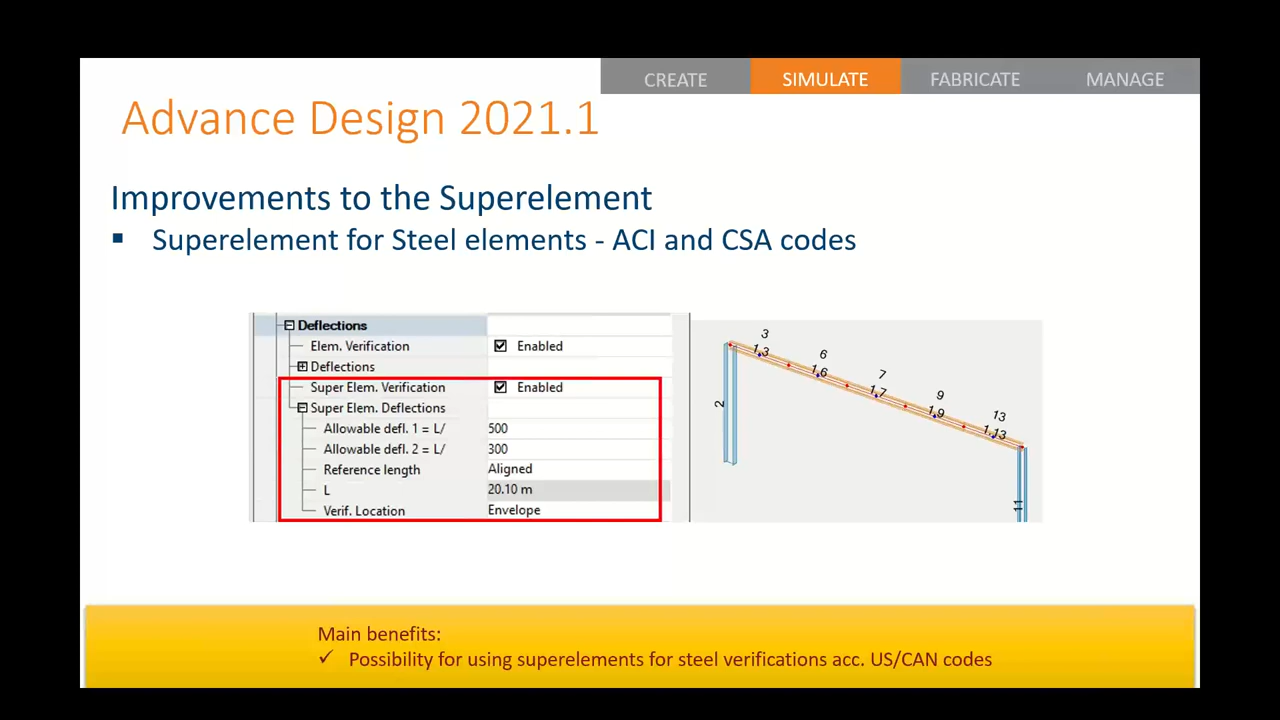 CREATE
SIMULATE
FABRICATE
MANAGE
Advance Design 2021.1
Improvements to the Superelement
▪ Superelement for Steel elements - ACI and CSA codes
Deflections
Elem. Verification Enabled
Deflections
Super Elem. Verification Enabled
Super Elem. Deflections
Allowable defl. 1 = L/ 500
Allowable defl. 2 = L/ 300
Reference length Aligned
L 20.10 m
Verif. Location Envelope
3
1.3
6
1.6
7
1.7
9
1.9
13
1.13
2
11
Main benefits:
✓ Possibility for using superelements for steel verifications acc. US/CAN codes